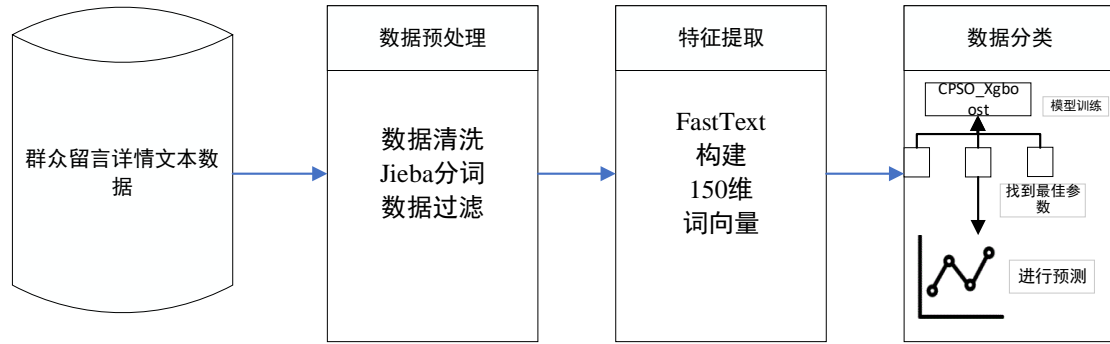 群众留言详情文本数
据
数据预处理
数据清洗
Jieba分词
数据过滤
特征提取
FastText
构建
150维
词向量
数据分类
CPSO_Xgbo
ost
模型训练
找到最佳参
数
进行预测